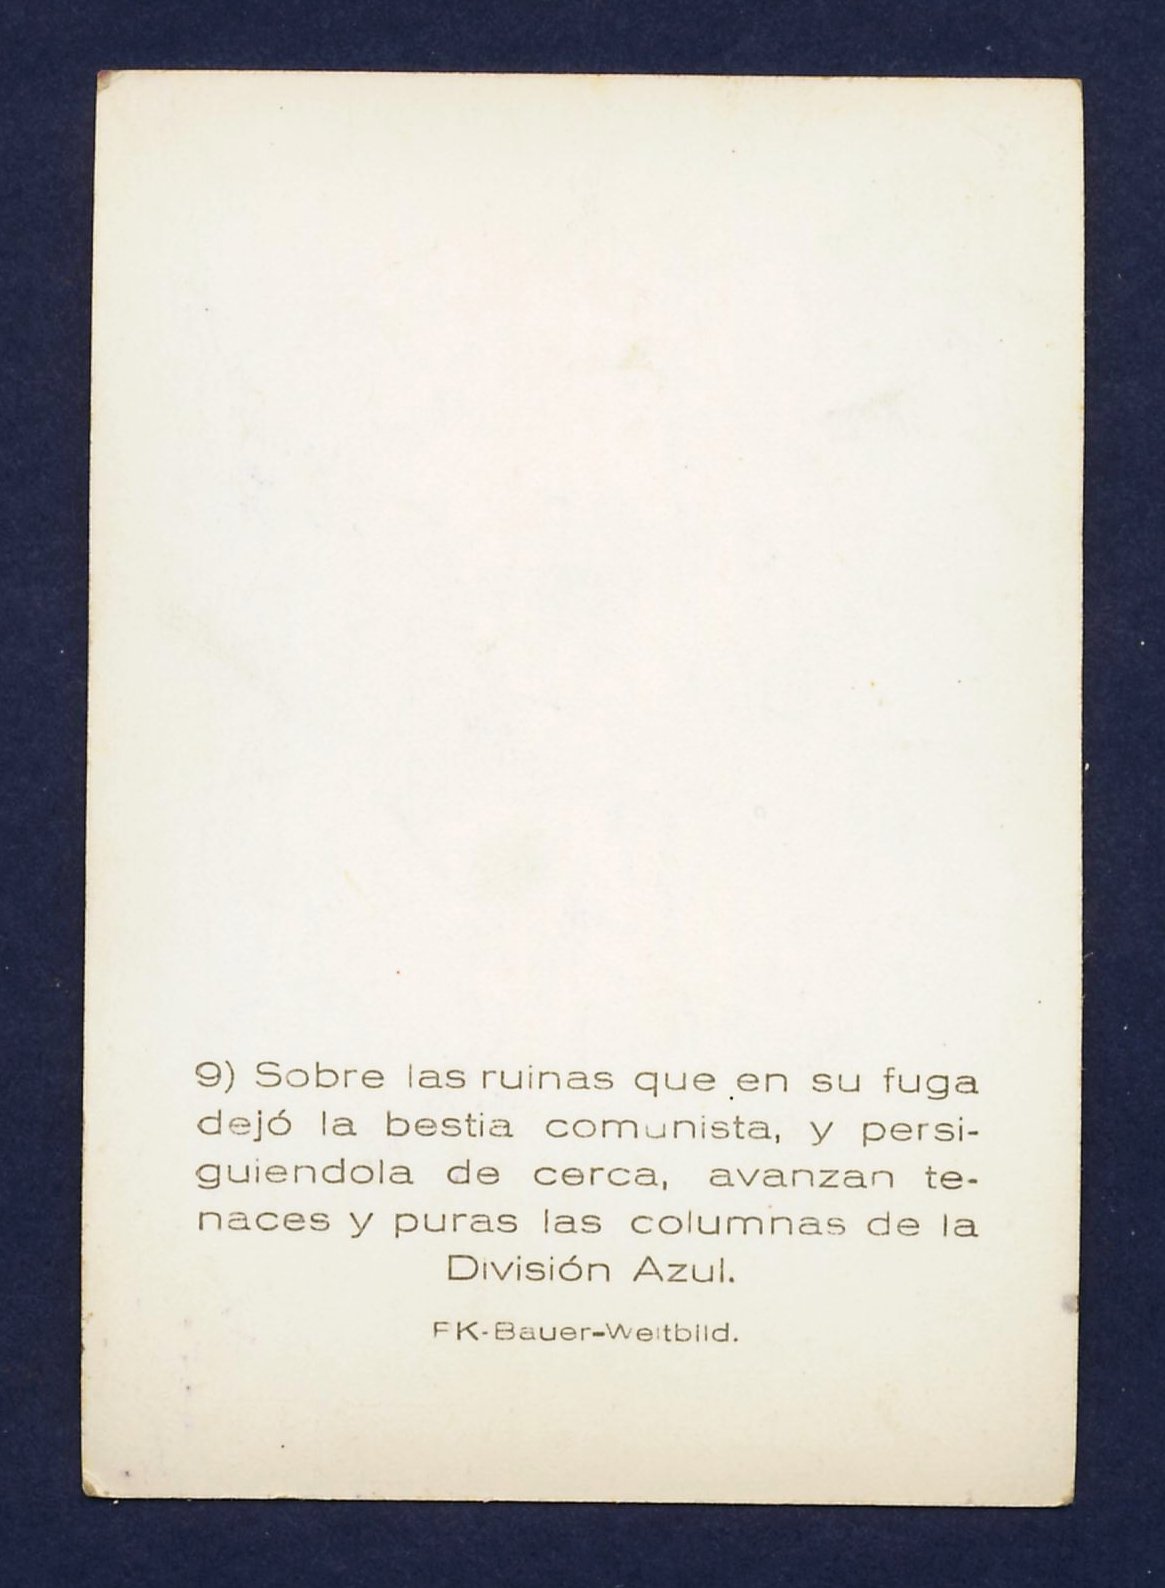 9) Sobre las ruinas que en su fuga
dejó la bestia comunista, y persi-
guiendola de cerca, avanzan te-
naces y puras las columnas de la
División Azul.
PK-Bauer-Weltbild.